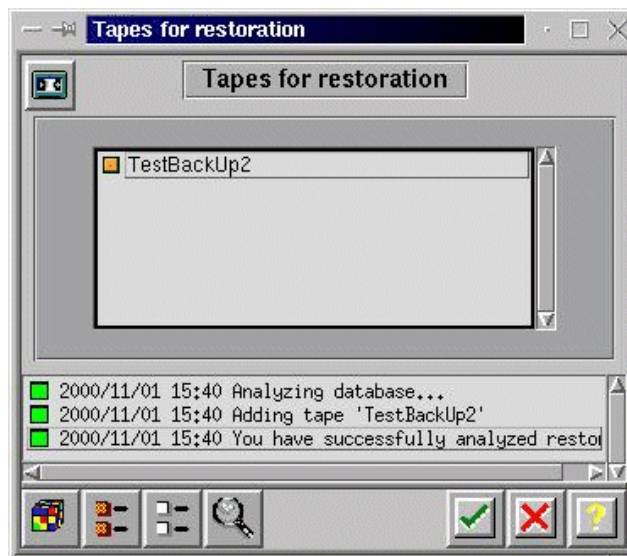 Tapes for restoration
Tapes for restoration
TestBackUp2
2000/11/01 15:40 Analyzing database...
2000/11/01 15:40 Adding tape 'TestBackUp2'
2000/11/01 15:40 You have successfully analyzed resto